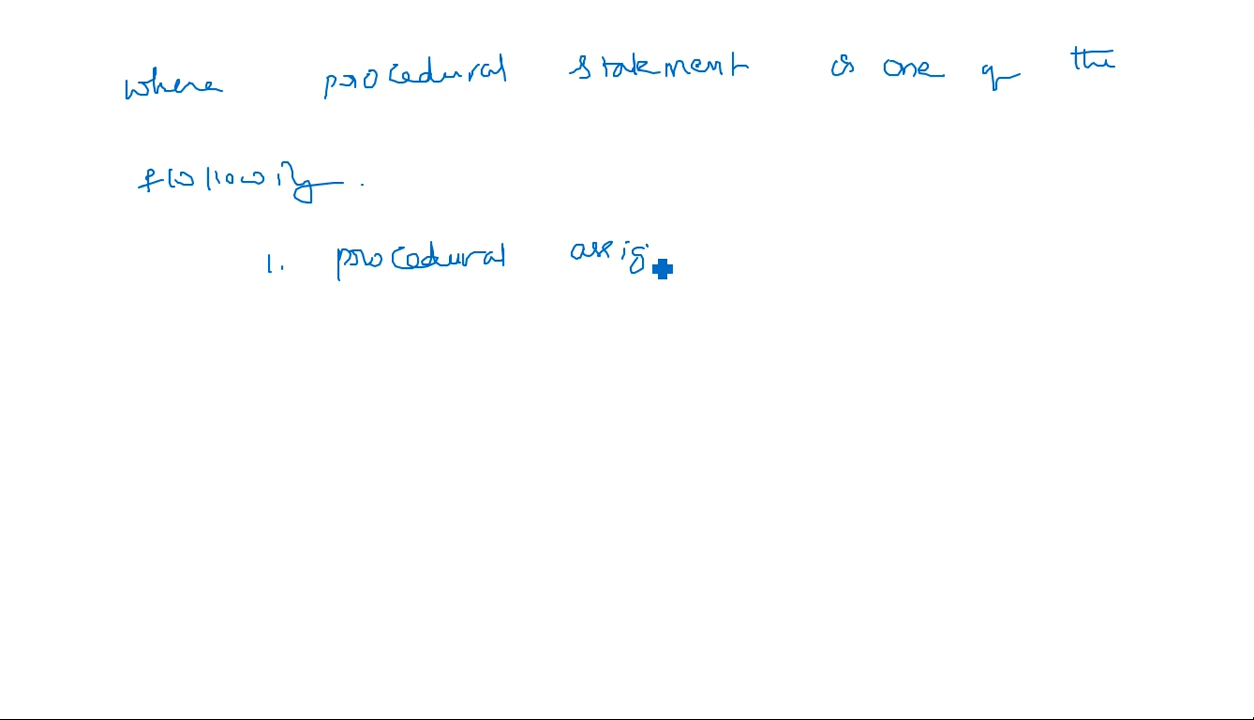 where procedural statement is one of the
following.
1. procedural assig